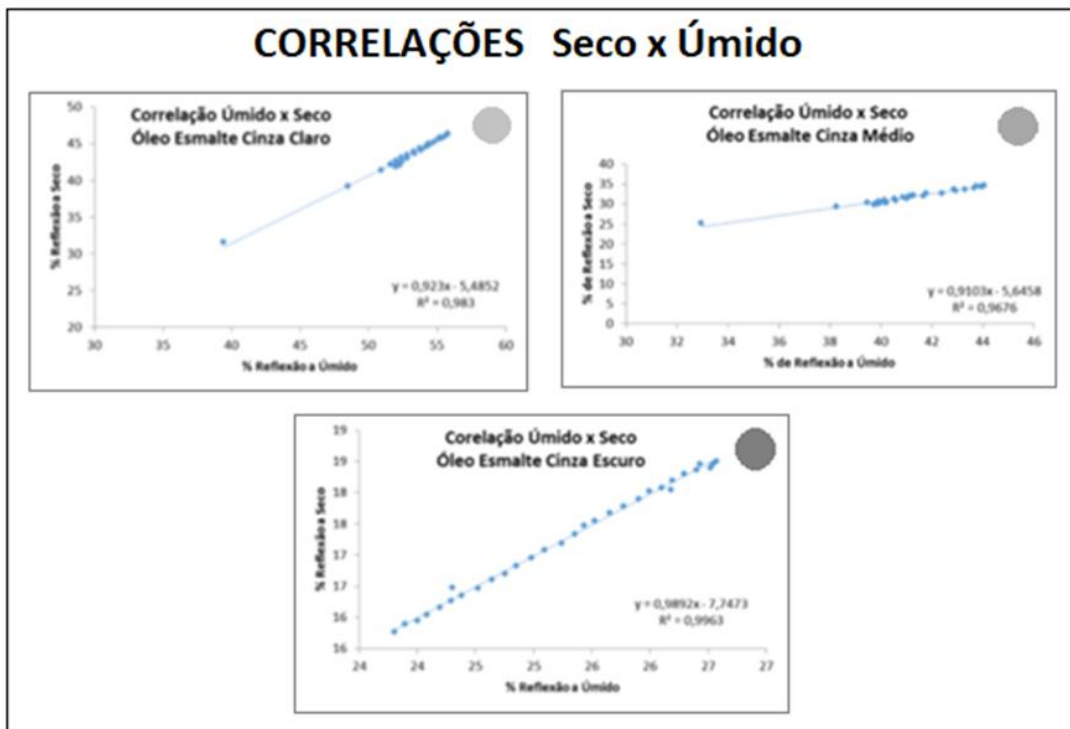 CORRELAÇÕES Seco x Úmido
Correlação Úmido x Seco
Óleo Esmalte Cinza Claro
50
45
40
35
30
25
20
% Reflexão a Seco
y = 0,923x - 5,4852
R² = 0,983
30 35 40 45 50 55 60
% Reflexão a Úmido
Correlação Úmido x Seco
Óleo Esmalte Cinza Médio
40
35
30
25
20
15
10
5
0
% de Reflexão a Seco
y = 0,9103x - 5,6458
R² = 0,9676
30 32 34 36 38 40 42 44 46
% de Reflexão a Úmido
Corelação Úmido x Seco
Óleo Esmalte Cinza Escuro
19
19
18
18
17
17
16
16
% Reflexão a Seco
y = 0,9892x - 7,7473
R² = 0,9963
24 24 25 25 26 26 27 27
% Reflexão a Úmido